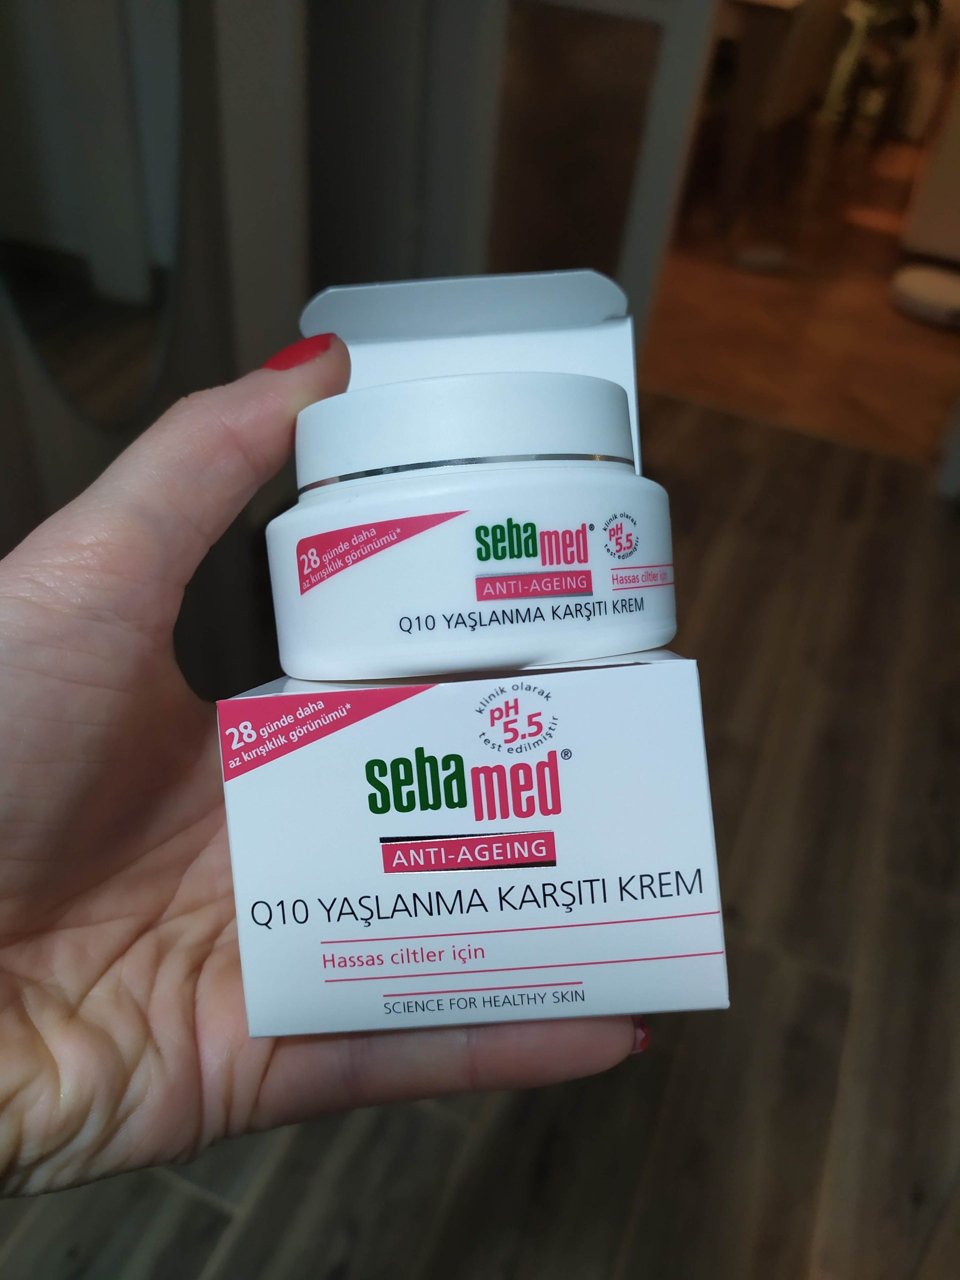 28 günde daha
az kırışıklık görünümü*
sebamed®
klinik olarak
pH
5.5
test edilmiştir
ANTI-AGEING
Hassas ciltler için
Q10 YAŞLANMA KARŞITI KREM
28 günde daha
az kırışıklık görünümü*
klinik olarak
pH
5.5
test edilmiştir
sebamed®
ANTI-AGEING
Q10 YAŞLANMA KARŞITI KREM
Hassas ciltler için
SCIENCE FOR HEALTHY SKIN